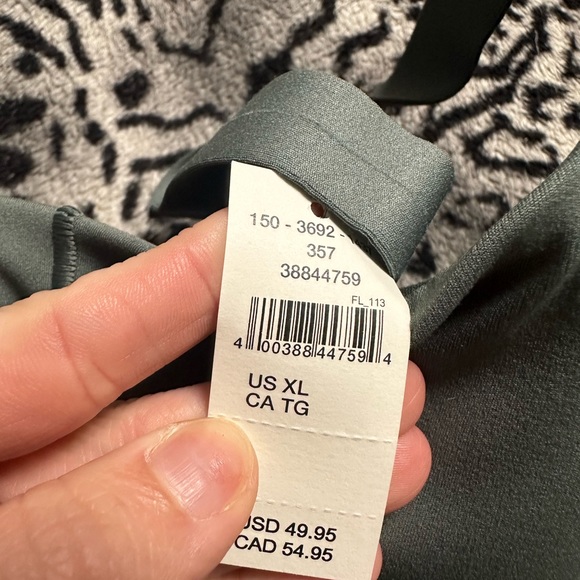 150 - 3692 -
357
38844759
FL_113
4 00388 44759 4
US XL
CA TG
USD 49.95
CAD 54.95